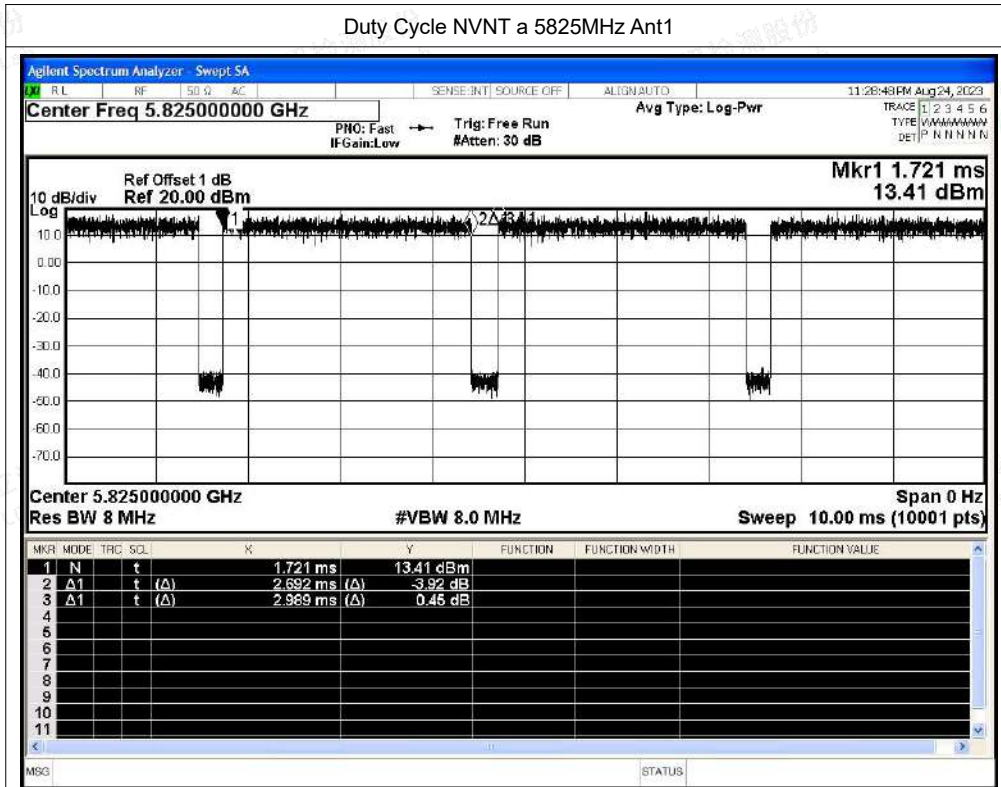 Duty Cycle NVNT a 5825MHz Ant1
Agilent Spectrum Analyzer - Swept SA
RL RF 50 Ω AC SENSE:INT SOURCE OFF ALIGNAUTO 11:28:48 PM Aug 24, 2023
Center Freq 5.825000000 GHz
Avg Type: Log-Pwr
TRACE 1 2 3 4 5 6
TYPE
DET P N N N N N
PNO: Fast Trig: Free Run
IFGain:Low #Atten: 30 dB
Mkr1 1.721 ms
13.41 dBm
Ref Offset 1 dB
10 dB/div Ref 20.00 dBm
Log
10.0
0.00
-10.0
-20.0
-30.0
-40.0
-50.0
-60.0
-70.0
Center 5.825000000 GHz Span 0 Hz
Res BW 8 MHz #VBW 8.0 MHz Sweep 10.00 ms (10001 pts)
MKR MODE TRC SCL X Y FUNCTION FUNCTION WIDTH FUNCTION VALUE
1 N t 1.721 ms 13.41 dBm
2 Δ1 t (Δ) 2.692 ms (Δ) -3.92 dB
3 Δ1 t (Δ) 2.989 ms (Δ) 0.45 dB
4
5
6
7
8
9
10
11
MSG STATUS